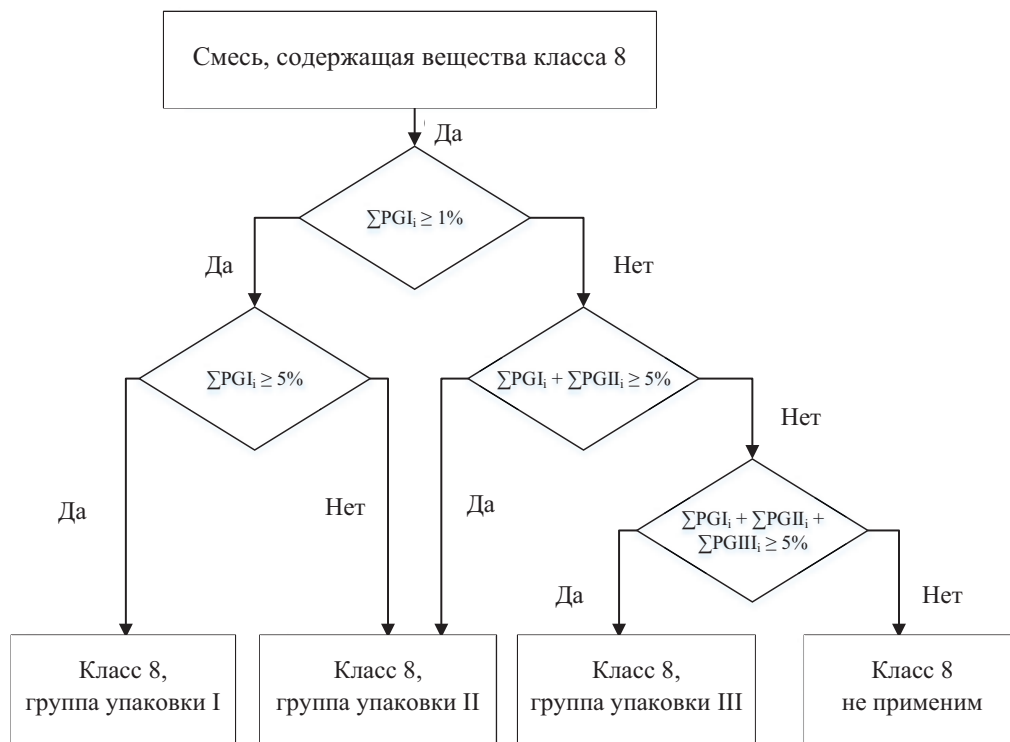 Смесь, содержащая вещества класса 8
Да
∑PGIᵢ ≥ 1%
Да
Нет
∑PGIᵢ ≥ 5%
∑PGIᵢ + ∑PGIIᵢ ≥ 5%
Нет
Да
Нет
Да
∑PGIᵢ + ∑PGIIᵢ +
∑PGIIIᵢ ≥ 5%
Да
Нет
Класс 8,
группа упаковки I
Класс 8,
группа упаковки II
Класс 8,
группа упаковки III
Класс 8
не применим